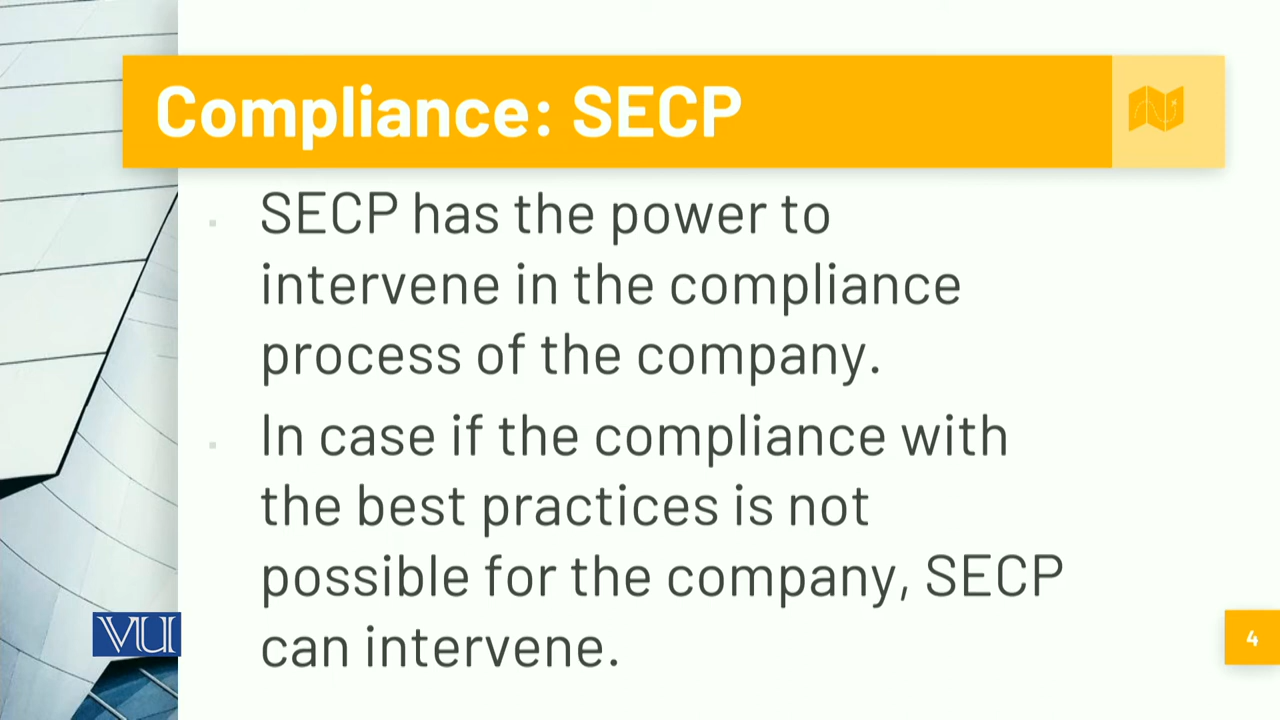 Compliance: SECP
SECP has the power to
intervene in the compliance
process of the company.
In case if the compliance with
the best practices is not
possible for the company, SECP
can intervene.
VU
4